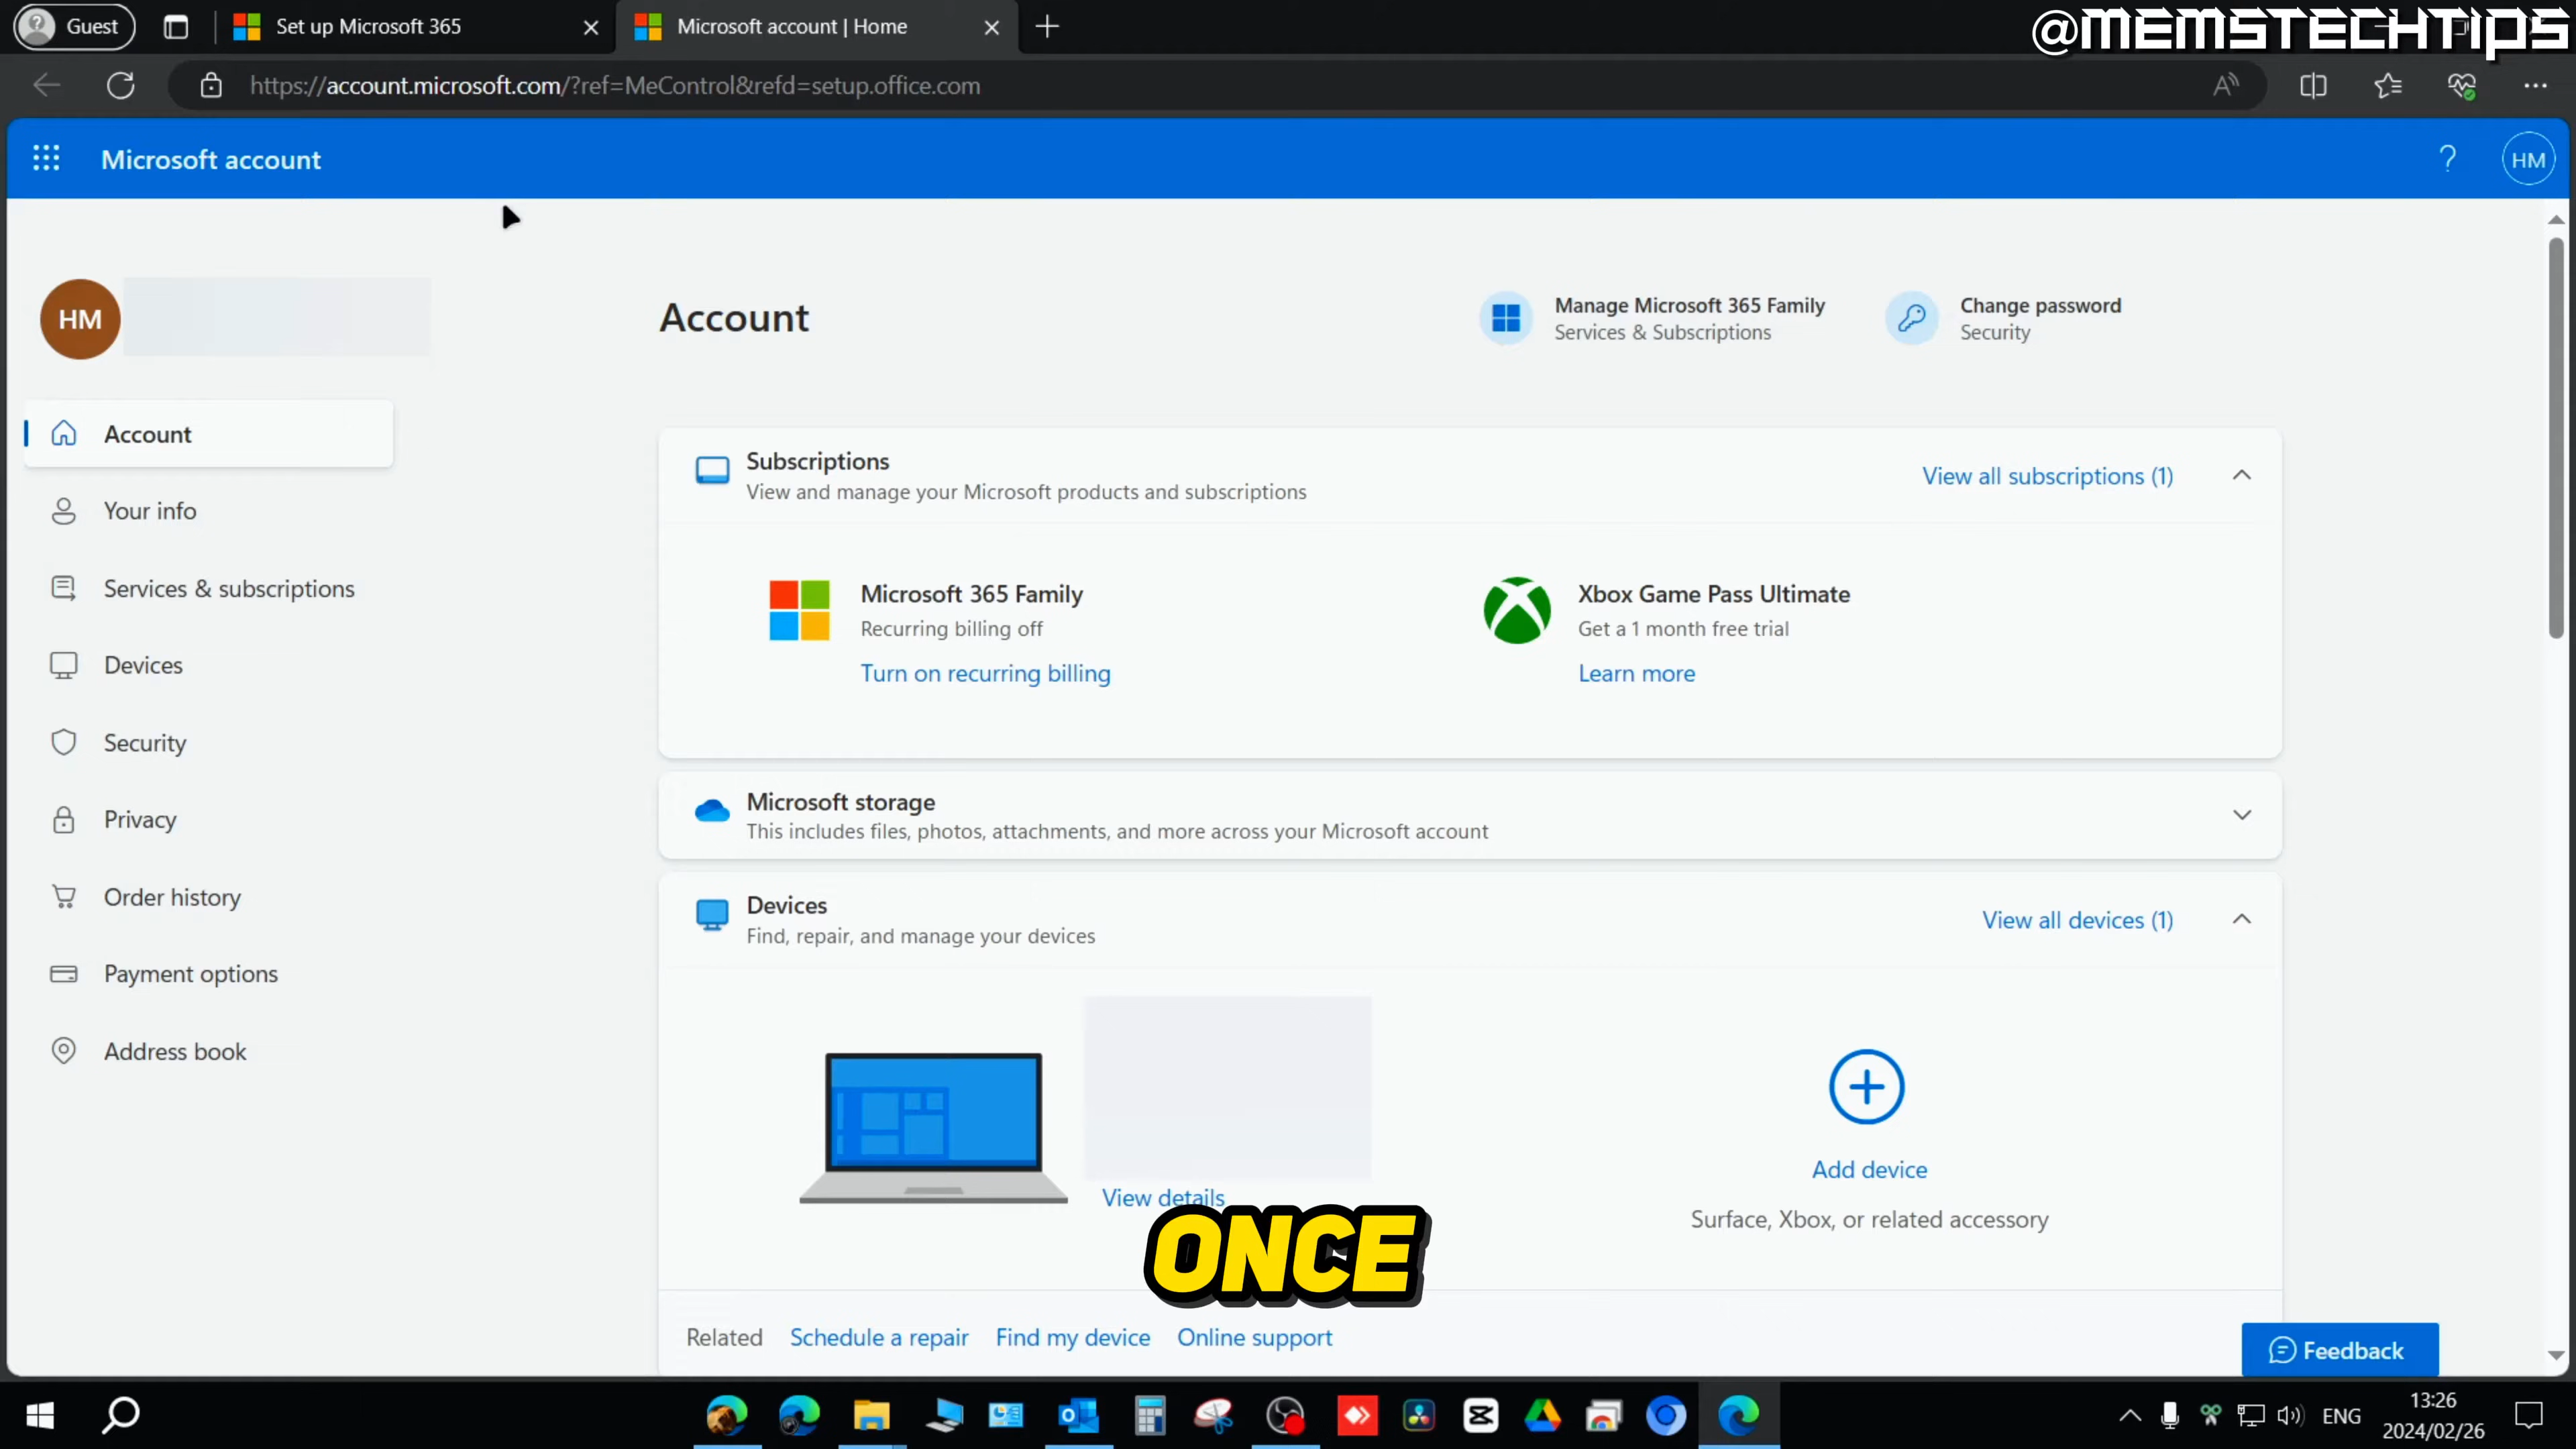 Guest
Set up Microsoft 365
Microsoft account | Home
@MEMSTECHTIPS
https://account.microsoft.com/?ref=MeControl&refd=setup.office.com
Microsoft account
?
HM
HM
Account
Manage Microsoft 365 Family
Services & Subscriptions
Change password
Security
Account
Your info
Services & subscriptions
Devices
Security
Privacy
Order history
Payment options
Address book
Subscriptions
View and manage your Microsoft products and subscriptions
View all subscriptions (1)
Microsoft 365 Family
Recurring billing off
Turn on recurring billing
Xbox Game Pass Ultimate
Get a 1 month free trial
Learn more
Microsoft storage
This includes files, photos, attachments, and more across your Microsoft account
Devices
Find, repair, and manage your devices
View all devices (1)
View details
Add device
Surface, Xbox, or related accessory
ONCE
Related Schedule a repair Find my device Online support
Feedback
ENG
13:26
2024/02/26